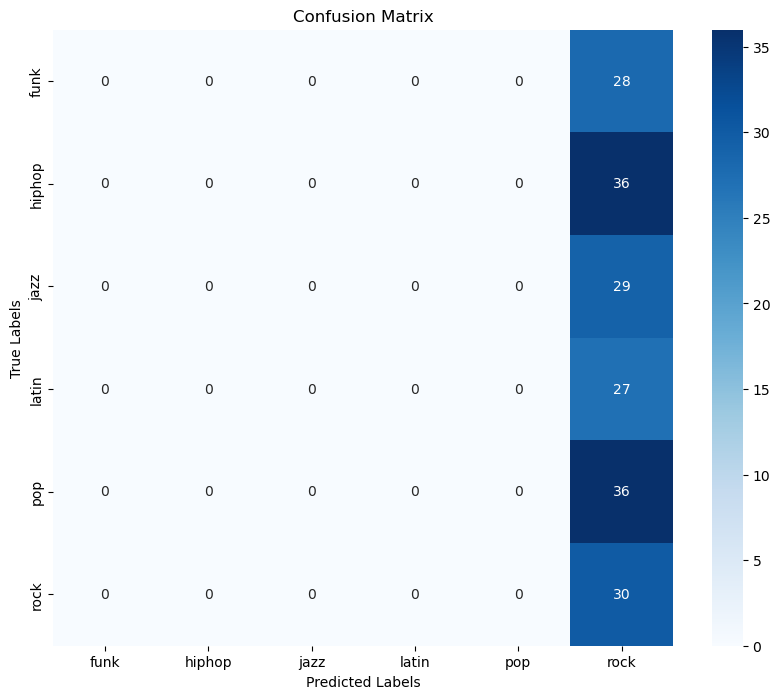 Confusion Matrix
funk 0 0 0 0 0 28
hiphop 0 0 0 0 0 36
jazz 0 0 0 0 0 29
latin 0 0 0 0 0 27
pop 0 0 0 0 0 36
rock 0 0 0 0 0 30
True Labels
funk hiphop jazz latin pop rock
Predicted Labels
35
30
25
20
15
10
5
0